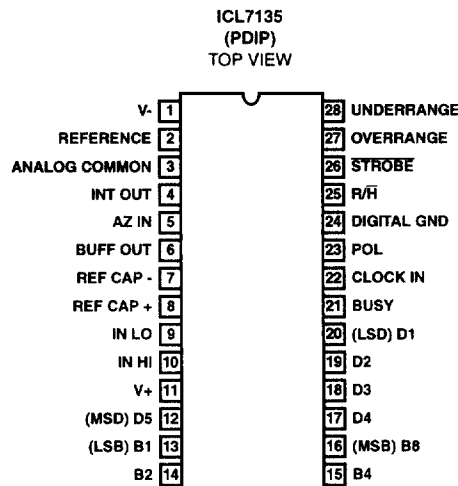 ICL7135
(PDIP)
TOP VIEW
V- 1 28 UNDERRANGE
REFERENCE 2 27 OVERRANGE
ANALOG COMMON 3 26 STROBE
INT OUT 4 25 R/H
AZ IN 5 24 DIGITAL GND
BUFF OUT 6 23 POL
REF CAP - 7 22 CLOCK IN
REF CAP + 8 21 BUSY
IN LO 9 20 (LSD) D1
IN HI 10 19 D2
V+ 11 18 D3
(MSD) D5 12 17 D4
(LSB) B1 13 16 (MSB) B8
B2 14 15 B4